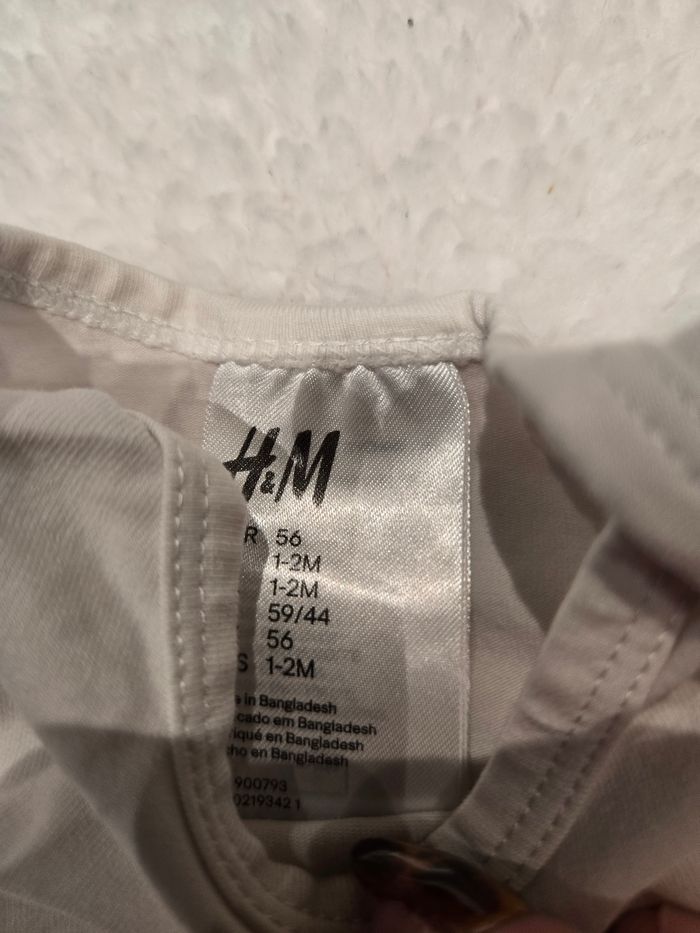 H&M
R 56
1-2M
1-2M
59/44
56
S 1-2M
in Bangladesh
cado em Bangladesh
iqué en Bangladesh
cho en Bangladesh
900793
0219342 1